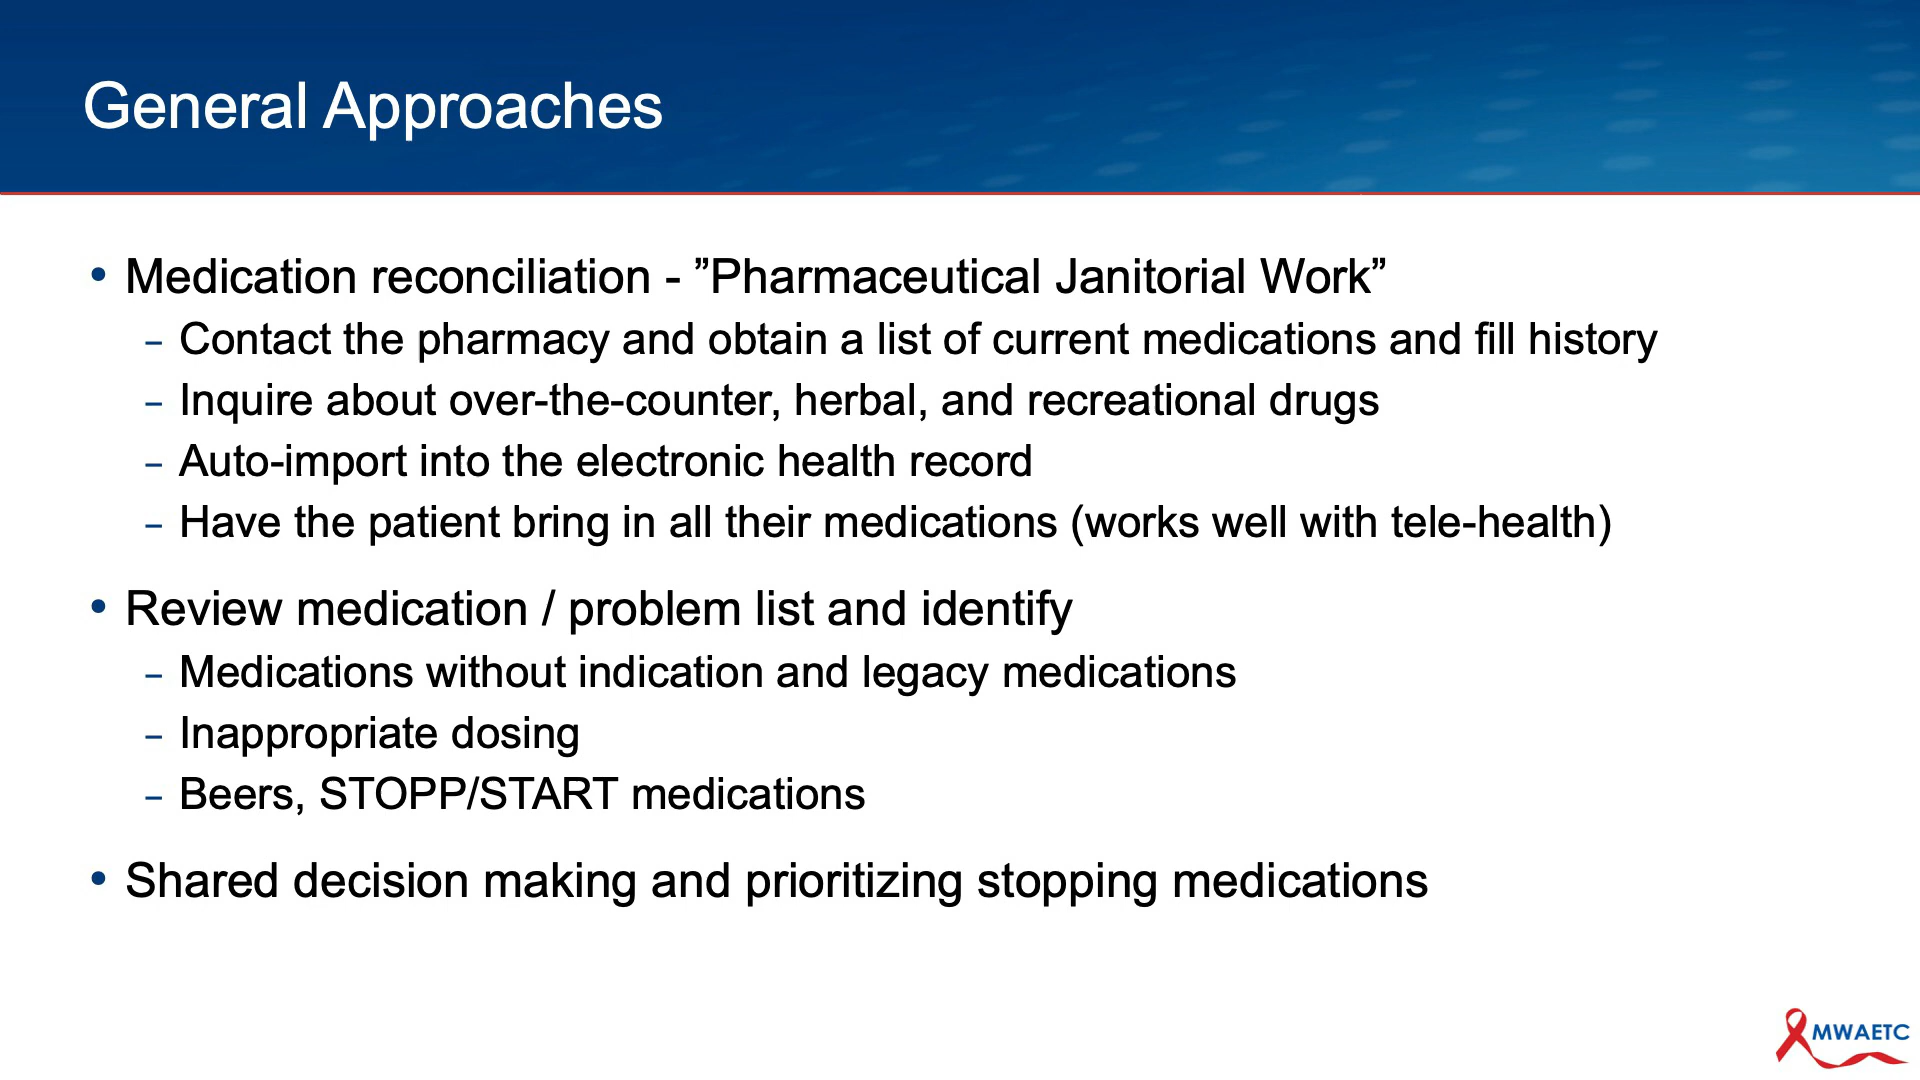 General Approaches
• Medication reconciliation - ”Pharmaceutical Janitorial Work”
– Contact the pharmacy and obtain a list of current medications and fill history
– Inquire about over-the-counter, herbal, and recreational drugs
– Auto-import into the electronic health record
– Have the patient bring in all their medications (works well with tele-health)
• Review medication / problem list and identify
– Medications without indication and legacy medications
– Inappropriate dosing
– Beers, STOPP/START medications
• Shared decision making and prioritizing stopping medications
MWAETC